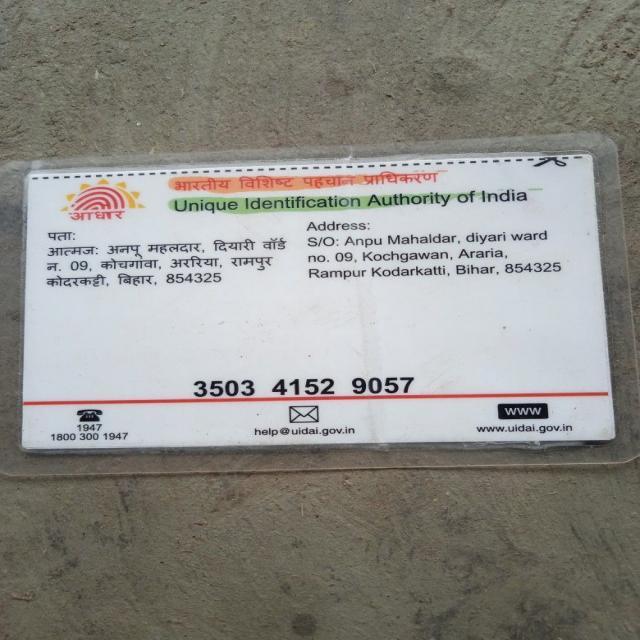 भारतीय विशिष्ट पहचान प्राधिकरण
Unique Identification Authority of India
आधार
पता:
आत्मज: अनपू महलदार, दियारी वॉर्ड
न. 09, कोचगांवा, अररिया, रामपुर
कोदरकट्टी, बिहार, 854325
Address:
S/O: Anpu Mahaldar, diyari ward
no. 09, Kochgawan, Araria,
Rampur Kodarkatti, Bihar, 854325
3503 4152 9057
1947
1800 300 1947
help@uidai.gov.in
www
www.uidai.gov.in